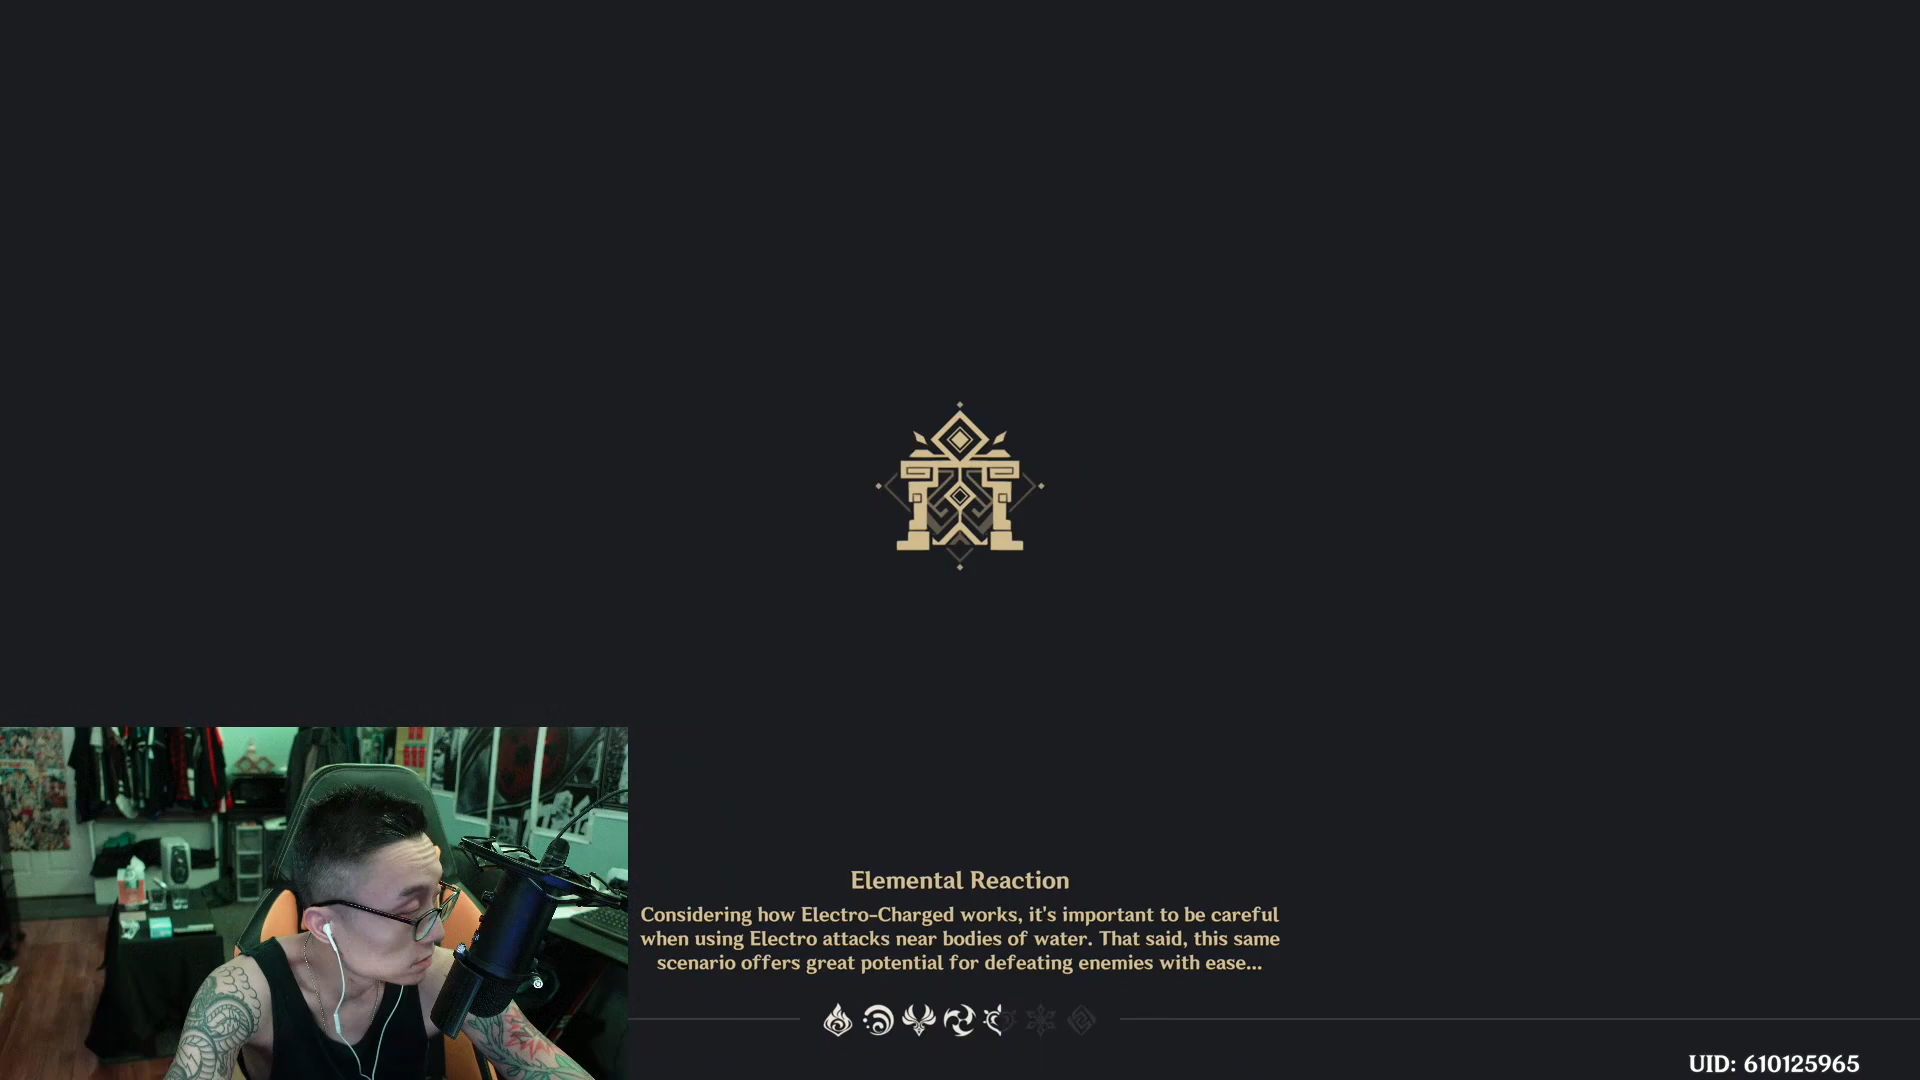 Elemental Reaction
Considering how Electro-Charged works, it's important to be careful
when using Electro attacks near bodies of water. That said, this same
scenario offers great potential for defeating enemies with ease...
UID: 610125965